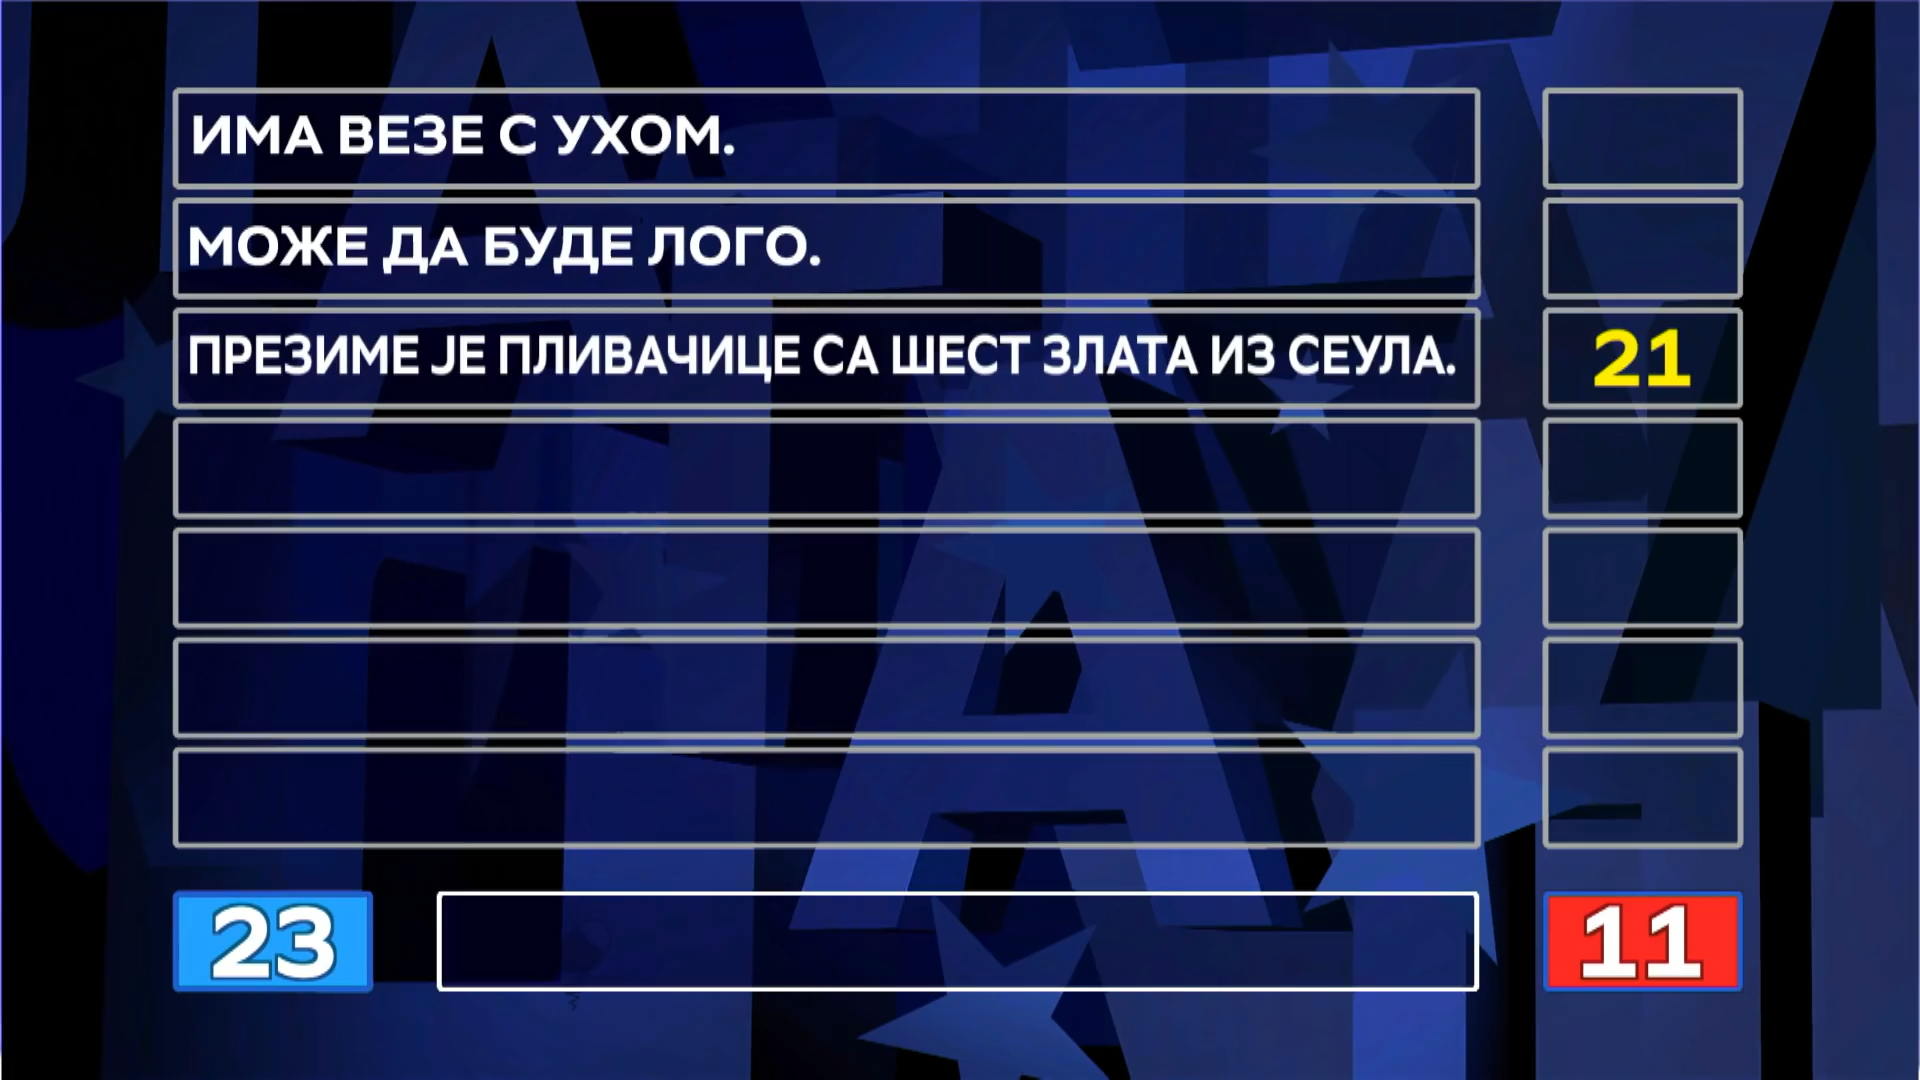 ИМА ВЕЗЕ С УХОМ.
МОЖЕ ДА БУДЕ ЛОГО.
ПРЕЗИМЕ ЈЕ ПЛИВАЧИЦЕ СА ШЕСТ ЗЛАТА ИЗ СЕУЛА.
21
23
11